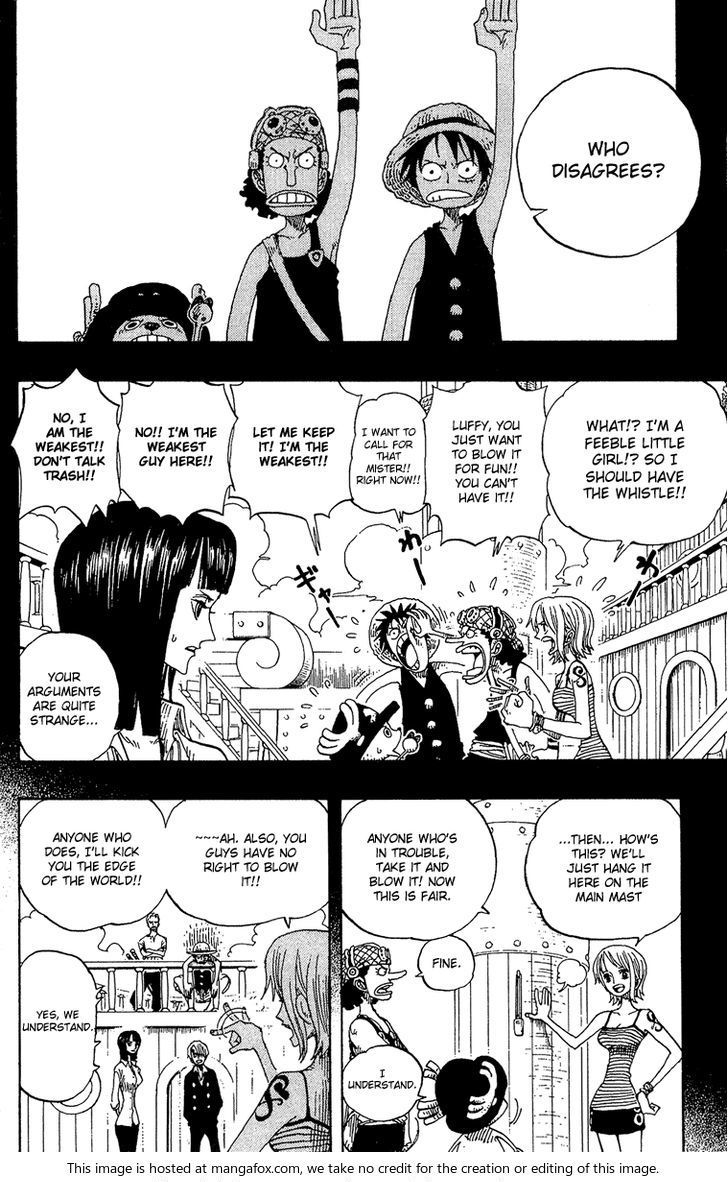 WHO
DISAGREES?
WHAT!? I'M A
FEEBLE LITTLE
GIRL!? SO I
SHOULD HAVE
THE WHISTLE!!
LUFFY, YOU
JUST WANT
TO BLOW IT
FOR FUN!!
YOU CAN'T
HAVE IT!!
I WANT TO
CALL FOR
THAT
MISTER!!
RIGHT NOW!!
LET ME KEEP
IT! I'M THE
WEAKEST!!
NO!! I'M THE
WEAKEST
GUY HERE!!
NO, I
AM THE
WEAKEST!!
DON'T TALK
TRASH!!
わー
ギャー
YOUR
ARGUMENTS
ARE QUITE
STRANGE...
...THEN... HOW'S
THIS? WE'LL
JUST HANG IT
HERE ON THE
MAIN MAST
ANYONE WHO'S
IN TROUBLE,
TAKE IT AND
BLOW IT! NOW
THIS IS FAIR.
FINE.
I
UNDERSTAND.
~~~AH. ALSO, YOU
GUYS HAVE NO
RIGHT TO BLOW
IT!!
ANYONE WHO
DOES, I'LL KICK
YOU THE EDGE
OF THE WORLD!!
YES, WE
UNDERSTAND.
This image is hosted at mangafox.com, we take no credit for the creation or editing of this image.